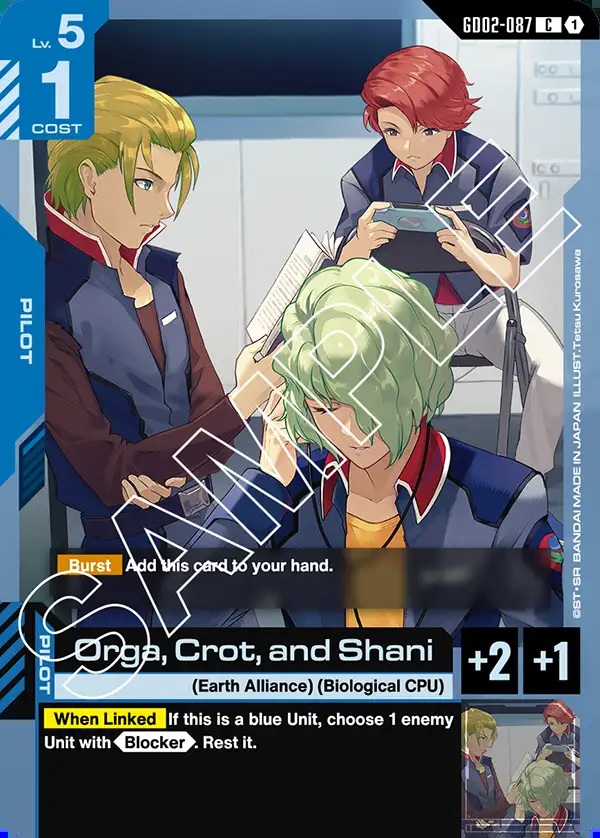 GD02-087 C 1
Lv. 5
1
COST
PILOT
SAMPLE
Burst Add this card to your hand.
©ST・SR BANDAI MADE IN JAPAN ILLUST.Tetsu Kurosawa
PILOT
Orga, Crot, and Shani
+2 +1
(Earth Alliance) (Biological CPU)
When Linked If this is a blue Unit, choose 1 enemy
Unit with Blocker. Rest it.